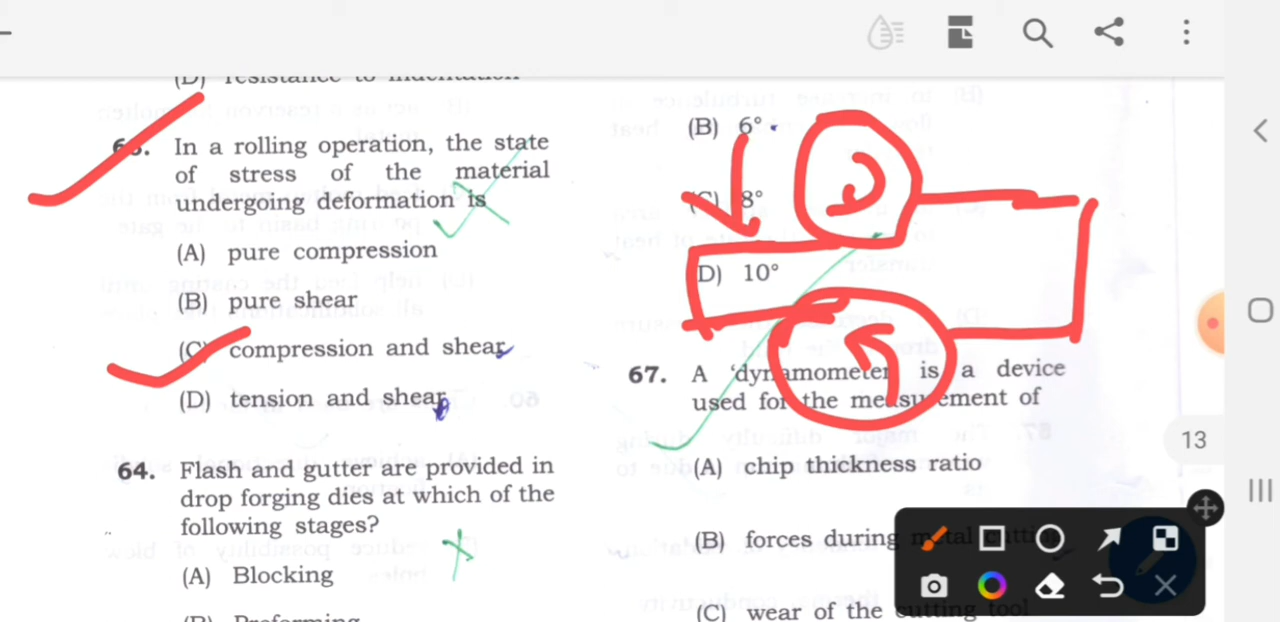 63. In a rolling operation, the state
of stress of the material
undergoing deformation is
(A) pure compression
(B) pure shear
(C) compression and shear
(D) tension and shear
64. Flash and gutter are provided in
drop forging dies at which of the
following stages?
(A) Blocking
(B) 6°
(C) 8°
(D) 10°
67. A 'dynamometer' is a device
used for the measurement of
(A) chip thickness ratio
(B) forces during metal cutting
(C) wear of the cutting tool
13